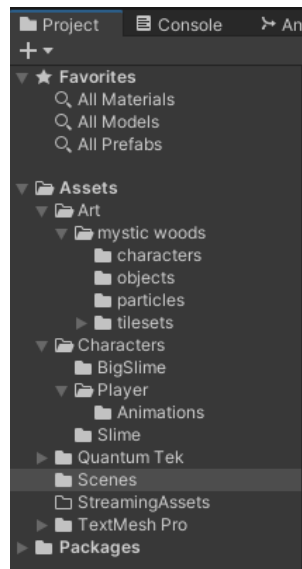 Project Console An
Favorites
All Materials
All Models
All Prefabs
Assets
Art
mystic woods
characters
objects
particles
tilesets
Characters
BigSlime
Player
Animations
Slime
Quantum Tek
Scenes
StreamingAssets
TextMesh Pro
Packages